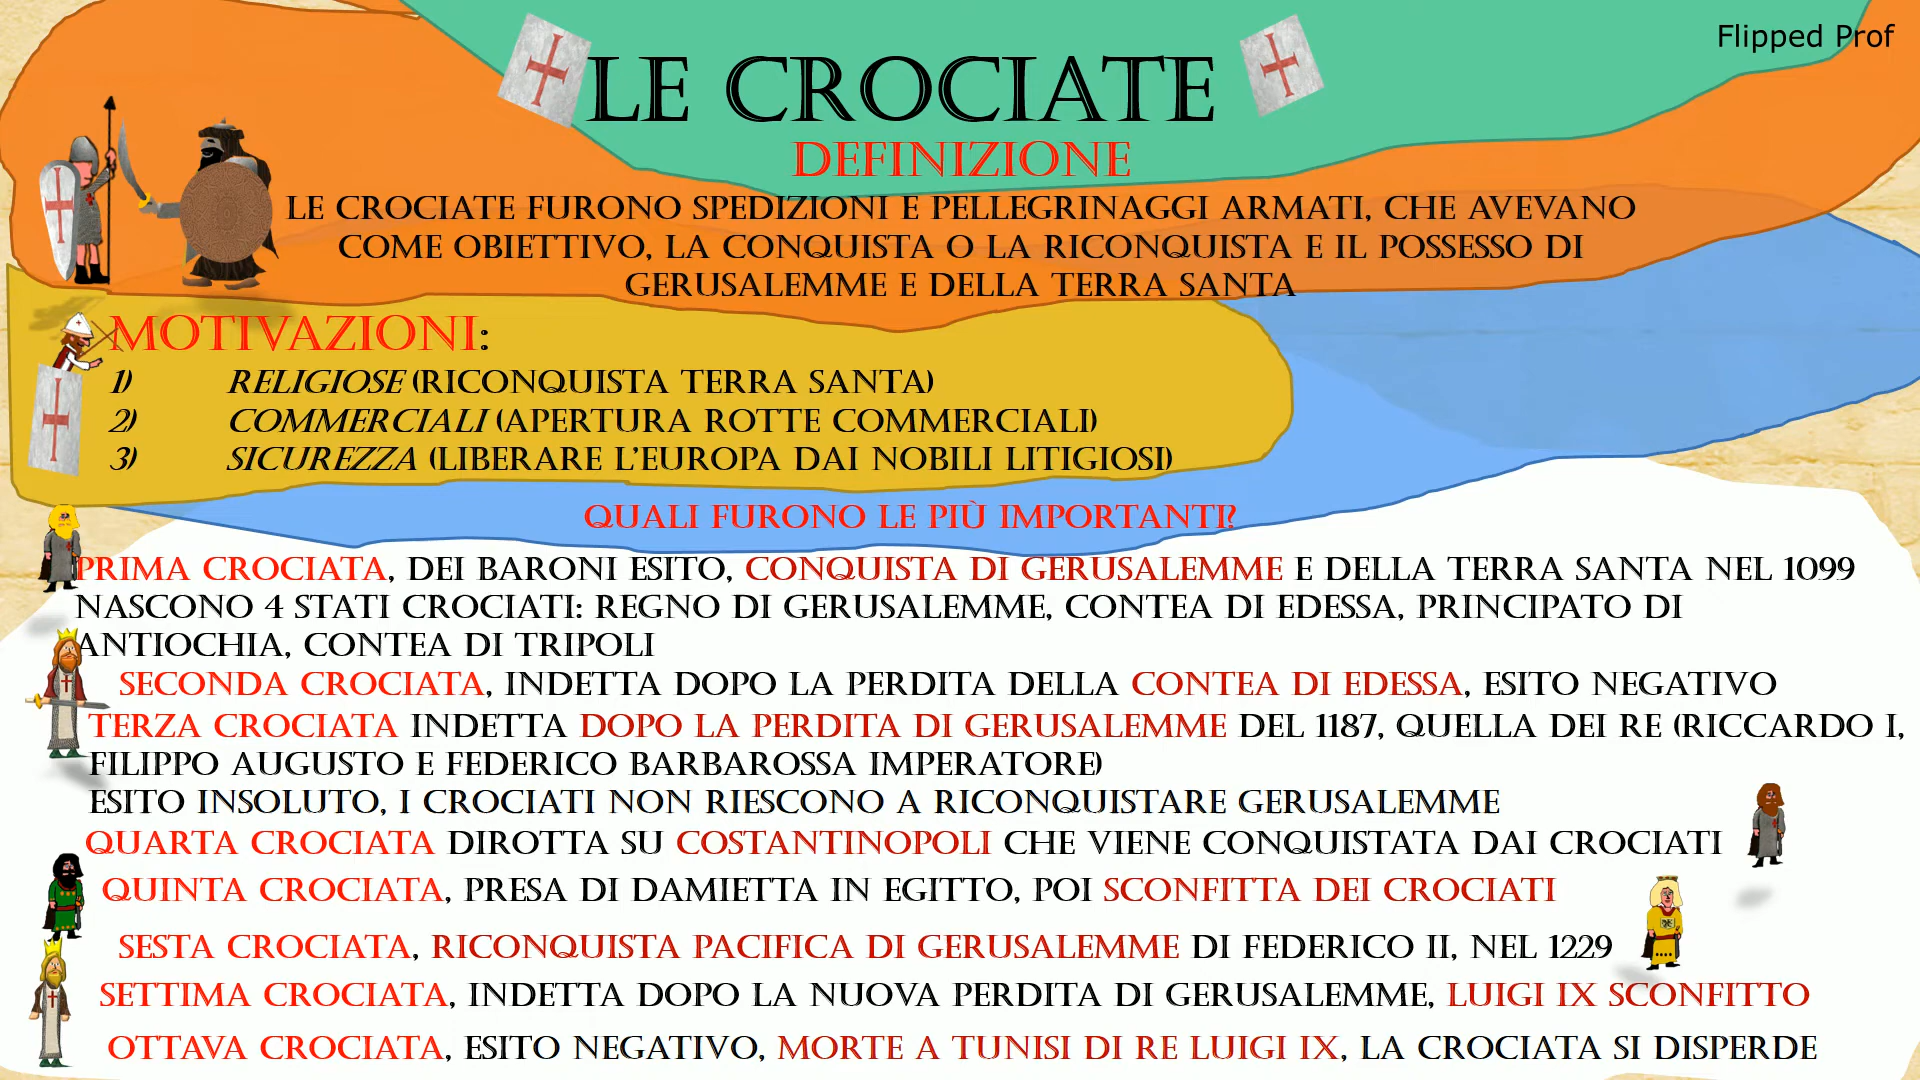 Flipped Prof
LE CROCIATE
DEFINIZIONE
LE CROCIATE FURONO SPEDIZIONI E PELLEGRINAGGI ARMATI, CHE AVEVANO
COME OBIETTIVO, LA CONQUISTA O LA RICONQUISTA E IL POSSESSO DI
GERUSALEMME E DELLA TERRA SANTA
MOTIVAZIONI:
1) RELIGIOSE (RICONQUISTA TERRA SANTA)
2) COMMERCIALI (APERTURA ROTTE COMMERCIALI)
3) SICUREZZA (LIBERARE L'EUROPA DAI NOBILI LITIGIOSI)
QUALI FURONO LE PIÙ IMPORTANTI?
PRIMA CROCIATA, DEI BARONI ESITO, CONQUISTA DI GERUSALEMME E DELLA TERRA SANTA NEL 1099
NASCONO 4 STATI CROCIATI: REGNO DI GERUSALEMME, CONTEA DI EDESSA, PRINCIPATO DI
ANTIOCHIA, CONTEA DI TRIPOLI
SECONDA CROCIATA, INDETTA DOPO LA PERDITA DELLA CONTEA DI EDESSA, ESITO NEGATIVO
TERZA CROCIATA INDETTA DOPO LA PERDITA DI GERUSALEMME DEL 1187, QUELLA DEI RE (RICCARDO I,
FILIPPO AUGUSTO E FEDERICO BARBAROSSA IMPERATORE)
ESITO INSOLUTO, I CROCIATI NON RIESCONO A RICONQUISTARE GERUSALEMME
QUARTA CROCIATA DIROTTA SU COSTANTINOPOLI CHE VIENE CONQUISTATA DAI CROCIATI
QUINTA CROCIATA, PRESA DI DAMIETTA IN EGITTO, POI SCONFITTA DEI CROCIATI
SESTA CROCIATA, RICONQUISTA PACIFICA DI GERUSALEMME DI FEDERICO II, NEL 1229
SETTIMA CROCIATA, INDETTA DOPO LA NUOVA PERDITA DI GERUSALEMME, LUIGI IX SCONFITTO
OTTAVA CROCIATA, ESITO NEGATIVO, MORTE A TUNISI DI RE LUIGI IX, LA CROCIATA SI DISPERDE